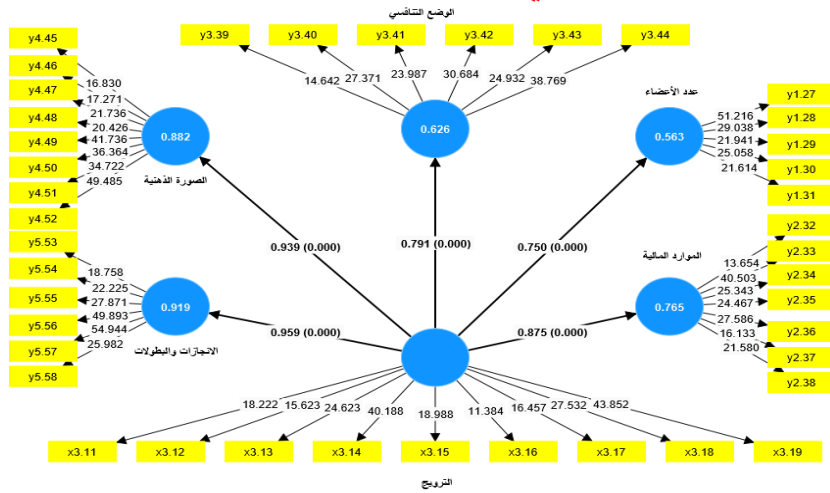 الوضع التنافسي
y3.39 y3.40 y3.41 y3.42 y3.43 y3.44
14.642 27.371 23.987 30.684 24.932 38.769
0.626
y4.45
y4.46
y4.47
y4.48
y4.49
y4.50
y4.51
y4.52
16.830
17.271
21.736
20.426
41.736
36.364
34.722
49.485
0.882
الصورة الذهنية
عدد الأعضاء
0.563
51.216
29.038
21.941
25.058
21.614
y1.27
y1.28
y1.29
y1.30
y1.31
0.939 (0.000)
0.791 (0.000)
0.750 (0.000)
y5.53
y5.54
y5.55
y5.56
y5.57
y5.58
18.758
22.225
27.871
49.893
54.944
25.982
0.919
الانجازات والبطولات
0.959 (0.000)
0.875 (0.000)
الموارد المالية
0.765
13.654
40.503
25.343
24.467
27.586
16.133
21.580
y2.32
y2.33
y2.34
y2.35
y2.36
y2.37
y2.38
18.222 15.623 24.623 40.188 18.988 11.384 16.457 27.532 43.852
x3.11 x3.12 x3.13 x3.14 x3.15 x3.16 x3.17 x3.18 x3.19
الترويج